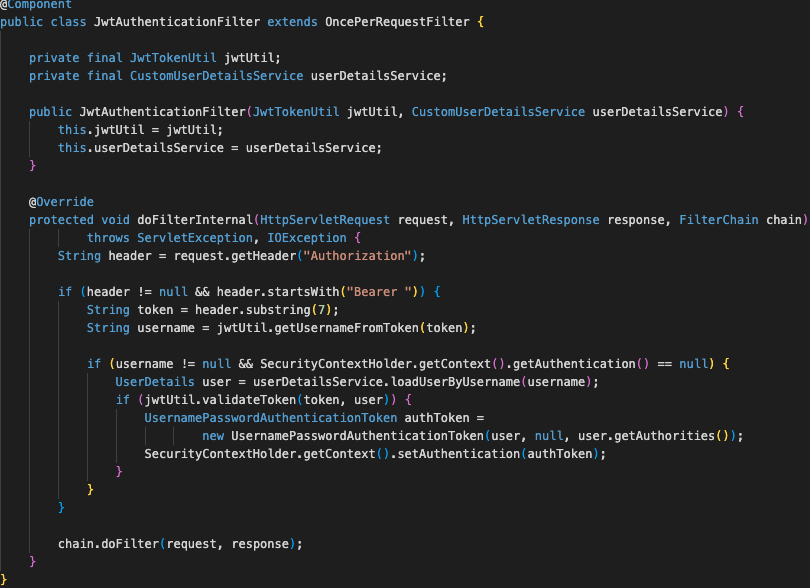 @Component
public class JwtAuthenticationFilter extends OncePerRequestFilter {
private final JwtTokenUtil jwtUtil;
private final CustomUserDetailsService userDetailsService;
public JwtAuthenticationFilter(JwtTokenUtil jwtUtil, CustomUserDetailsService userDetailsService) {
this.jwtUtil = jwtUtil;
this.userDetailsService = userDetailsService;
}
@Override
protected void doFilterInternal(HttpServletRequest request, HttpServletResponse response, FilterChain chain)
throws ServletException, IOException {
String header = request.getHeader("Authorization");
if (header != null && header.startsWith("Bearer ")) {
String token = header.substring(7);
String username = jwtUtil.getUsernameFromToken(token);
if (username != null && SecurityContextHolder.getContext().getAuthentication() == null) {
UserDetails user = userDetailsService.loadUserByUsername(username);
if (jwtUtil.validateToken(token, user)) {
UsernamePasswordAuthenticationToken authToken =
new UsernamePasswordAuthenticationToken(user, null, user.getAuthorities());
SecurityContextHolder.getContext().setAuthentication(authToken);
}
}
}
chain.doFilter(request, response);
}
}